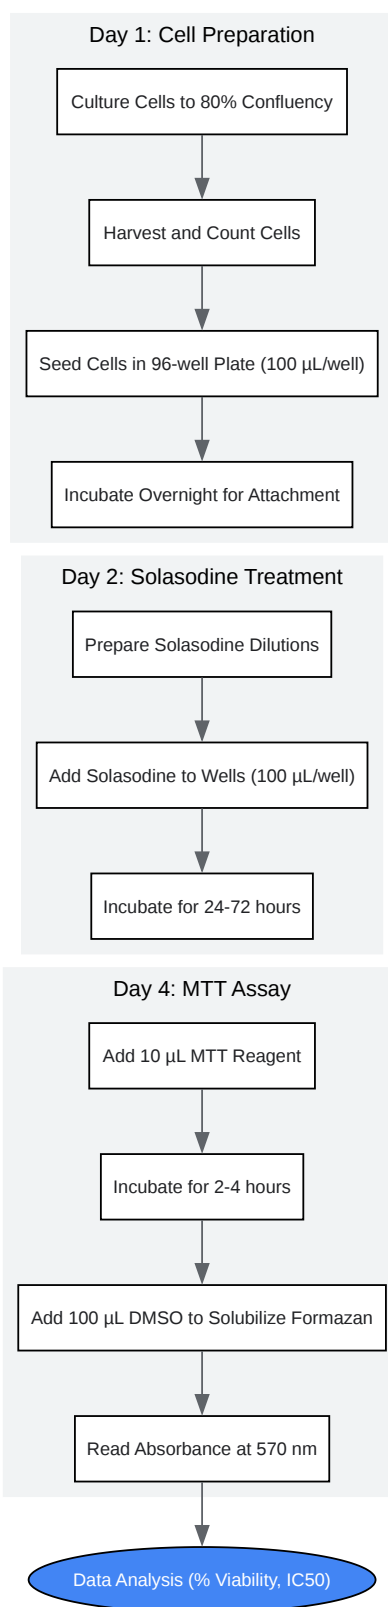 Day 1: Cell Preparation
Culture Cells to 80% Confluency
Harvest and Count Cells
Seed Cells in 96-well Plate (100 µL/well)
Incubate Overnight for Attachment
Day 2: Solasodine Treatment
Prepare Solasodine Dilutions
Add Solasodine to Wells (100 µL/well)
Incubate for 24-72 hours
Day 4: MTT Assay
Add 10 µL MTT Reagent
Incubate for 2-4 hours
Add 100 µL DMSO to Solubilize Formazan
Read Absorbance at 570 nm
Data Analysis (% Viability, IC50)